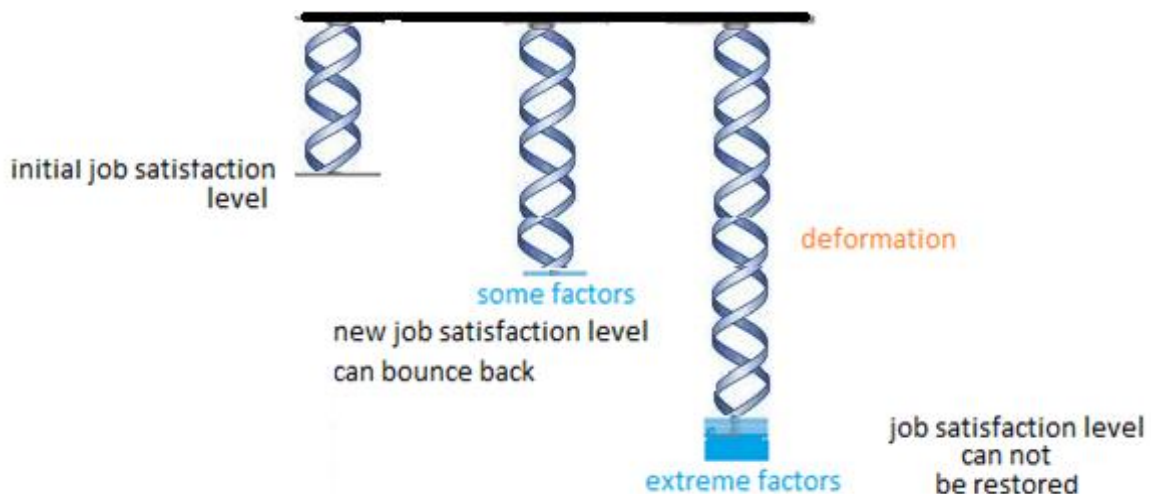 initial job satisfaction
level
deformation
some factors
new job satisfaction level
can bounce back
job satisfaction level
can not
be restored
extreme factors